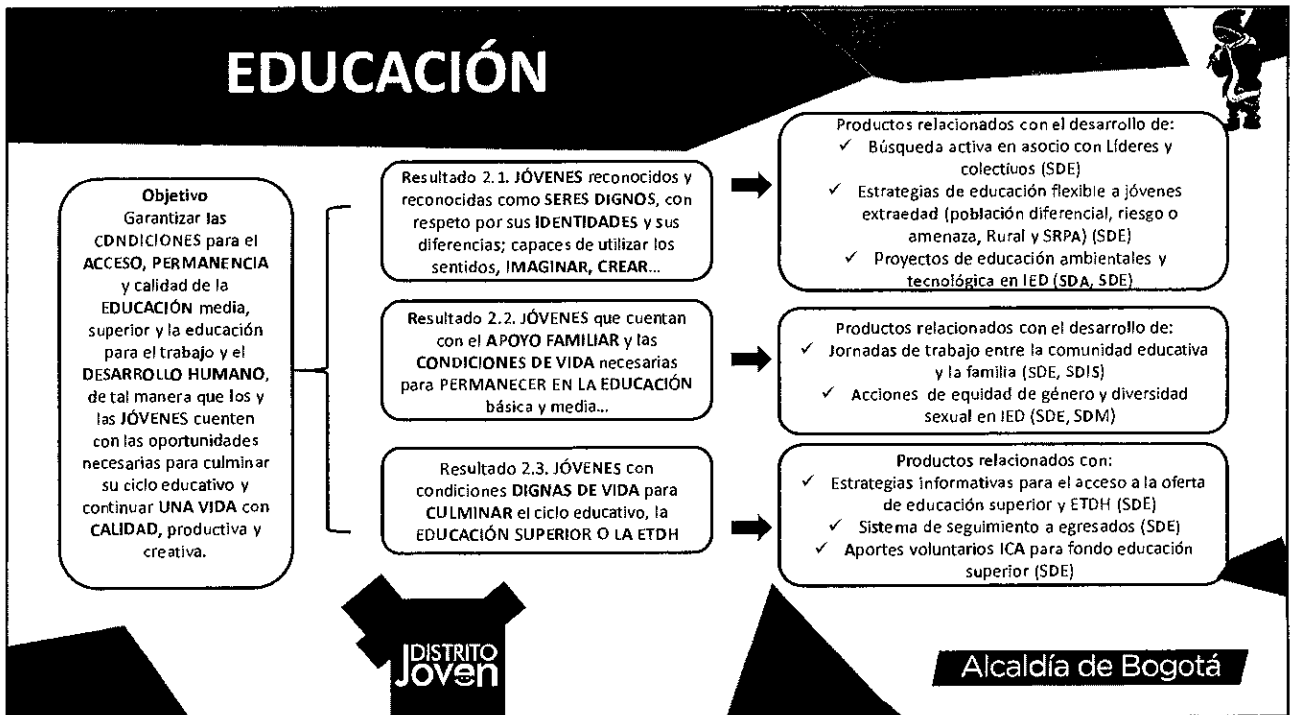 EDUCACIÓN
Objetivo
Garantizar las
CONDICIONES para el
ACCESO, PERMANENCIA
y calidad de la
EDUCACIÓN media,
superior y la educación
para el trabajo y el
DESARROLLO HUMANO,
de tal manera que los y
las JÓVENES cuenten
con las oportunidades
necesarias para culminar
su ciclo educativo y
continuar UNA VIDA con
CALIDAD, productiva y
creativa.
Resultado 2.1. JÓVENES reconocidos y
reconocidas como SERES DIGNOS, con
respeto por sus IDENTIDADES y sus
diferencias; capaces de utilizar los
sentidos, IMAGINAR, CREAR...
Productos relacionados con el desarrollo de:
✓ Búsqueda activa en asocio con Líderes y
colectivos (SDE)
✓ Estrategias de educación flexible a jóvenes
extraedad (población diferencial, riesgo o
amenaza, Rural y SRPA) (SDE)
✓ Proyectos de educación ambientales y
tecnológica en IED (SDA, SDE)
Resultado 2.2. JÓVENES que cuentan
con el APOYO FAMILIAR y las
CONDICIONES DE VIDA necesarias
para PERMANECER EN LA EDUCACIÓN
básica y media...
Productos relacionados con el desarrollo de:
✓ Jornadas de trabajo entre la comunidad educativa
y la familia (SDE, SDIS)
✓ Acciones de equidad de género y diversidad
sexual en IED (SDE, SDM)
Resultado 2.3. JÓVENES con
condiciones DIGNAS DE VIDA para
CULMINAR el ciclo educativo, la
EDUCACIÓN SUPERIOR O LA ETDH
Productos relacionados con:
✓ Estrategias informativas para el acceso a la oferta
de educación superior y ETDH (SDE)
✓ Sistema de seguimiento a egresados (SDE)
✓ Aportes voluntarios ICA para fondo educación
superior (SDE)
DISTRITO
Joven
Alcaldía de Bogotá